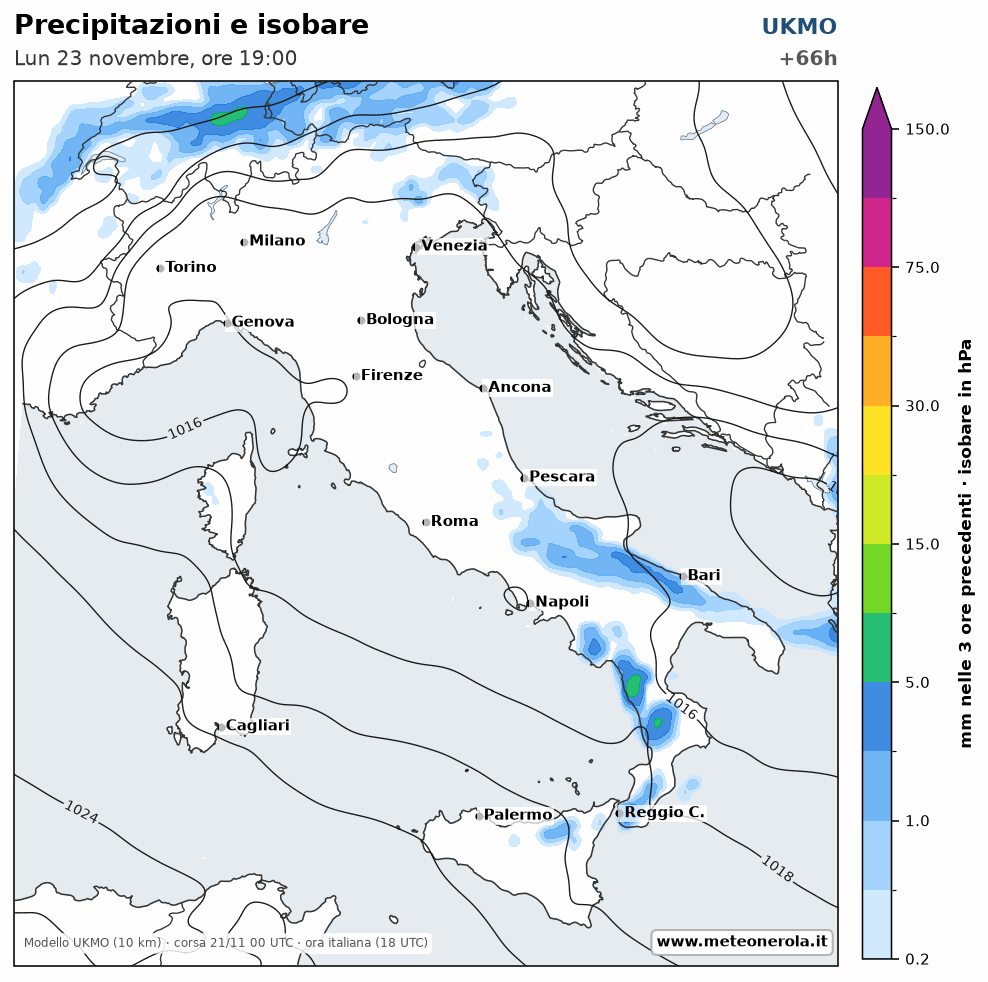 Precipitazioni e isobare
UKMO
Lun 23 novembre, ore 19:00
+66h
150.0
75.0
30.0
15.0
5.0
1.0
0.2
mm nelle 3 ore precedenti · isobare in hPa
Milano
Venezia
Torino
Genova
Bologna
Firenze
Ancona
1016
Pescara
Roma
Bari
Napoli
1016
Cagliari
1024
Palermo
Reggio C.
1018
Modello UKMO (10 km) · corsa 21/11 00 UTC · ora italiana (18 UTC)
www.meteonerola.it